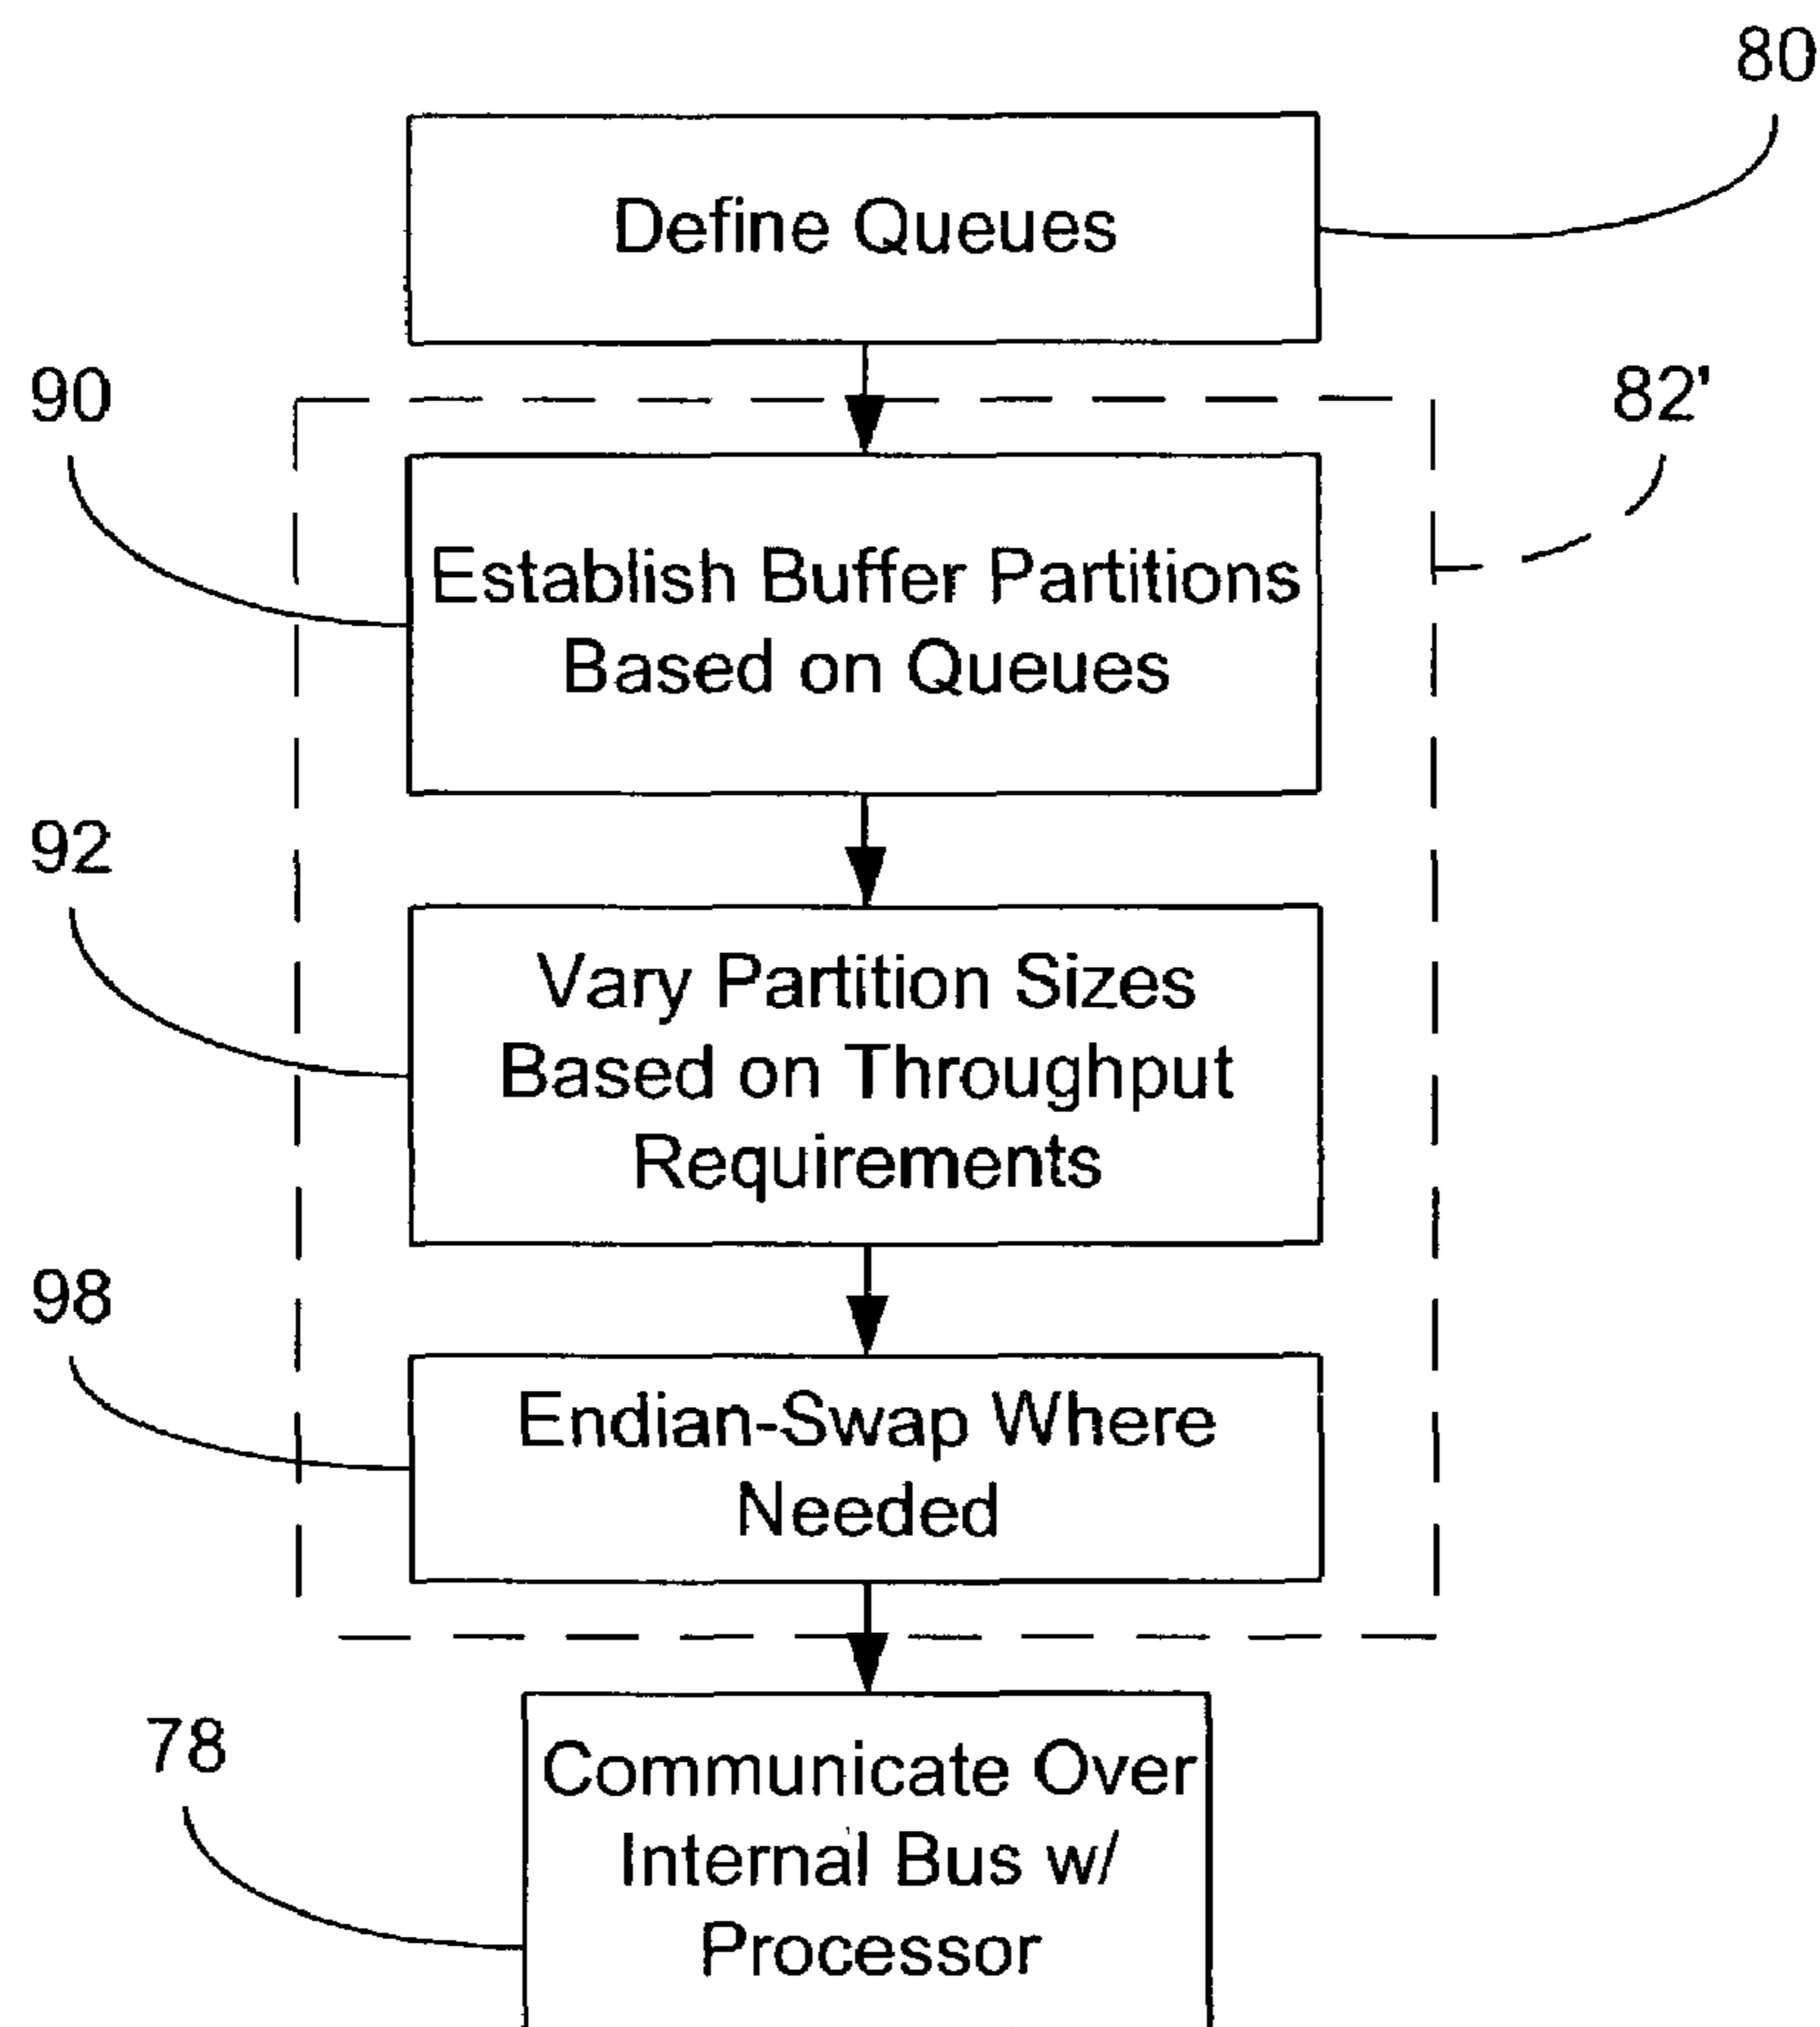 80
Define Queues
90
82'
Establish Buffer Partitions
Based on Queues
92
Vary Partition Sizes
Based on Throughput
Requirements
98
Endian-Swap Where
Needed
78
Communicate Over
Internal Bus w/
Processor